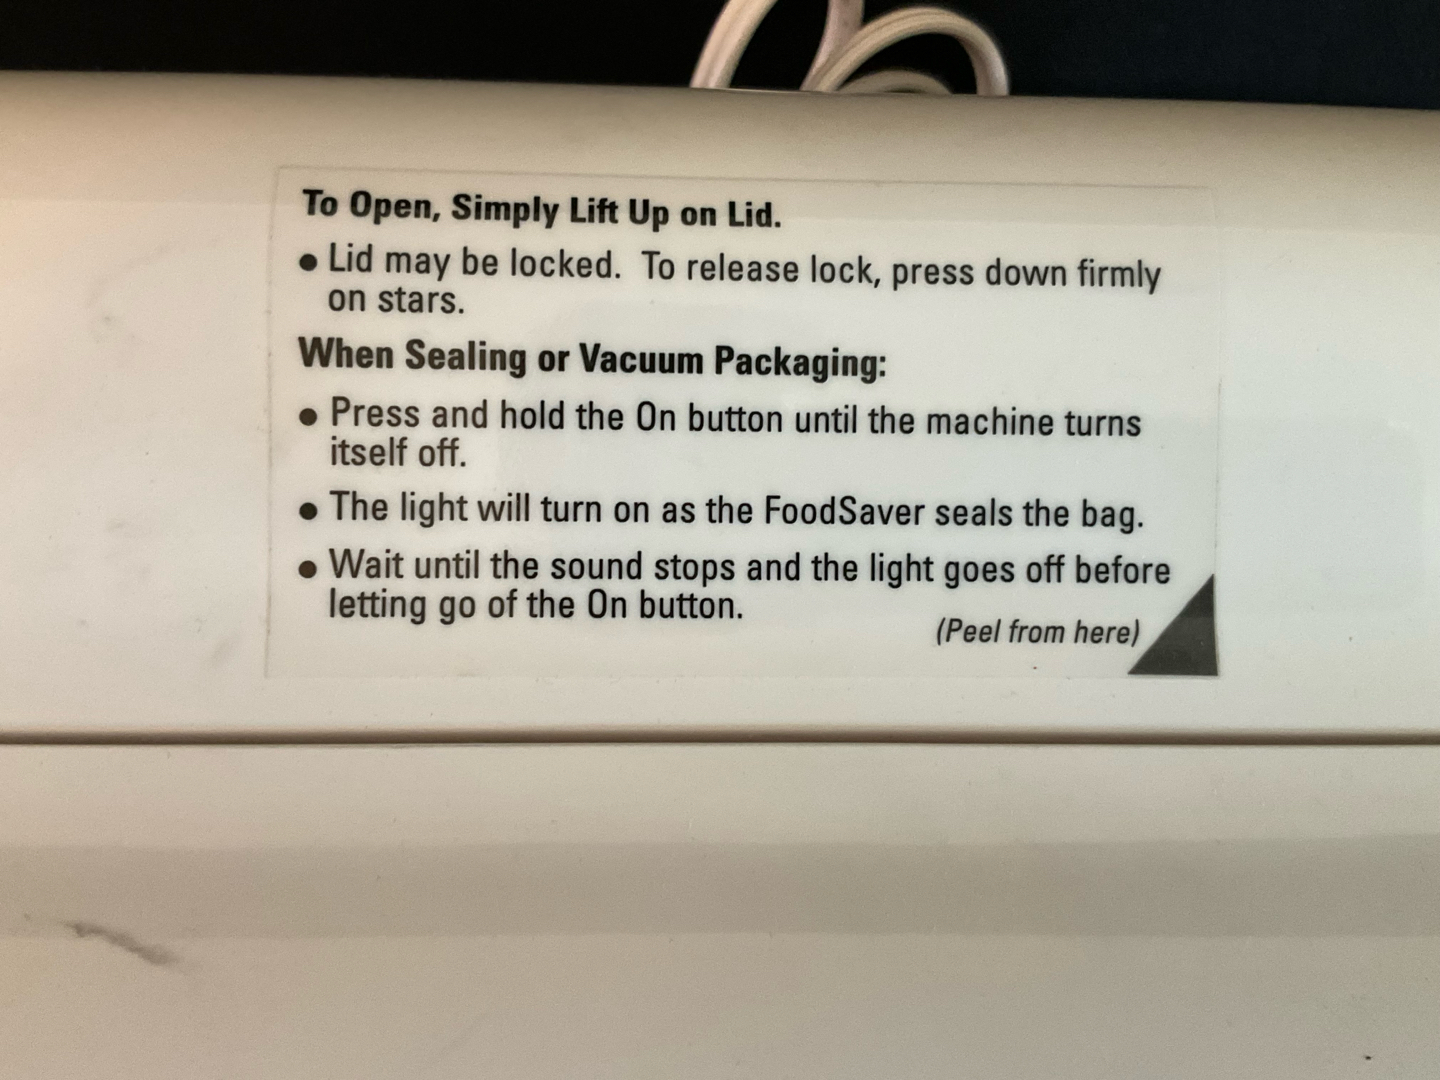 To Open, Simply Lift Up on Lid.
● Lid may be locked.  To release lock, press down firmly
on stars.
When Sealing or Vacuum Packaging:
● Press and hold the On button until the machine turns
itself off.
● The light will turn on as the FoodSaver seals the bag.
● Wait until the sound stops and the light goes off before
letting go of the On button.
(Peel from here)